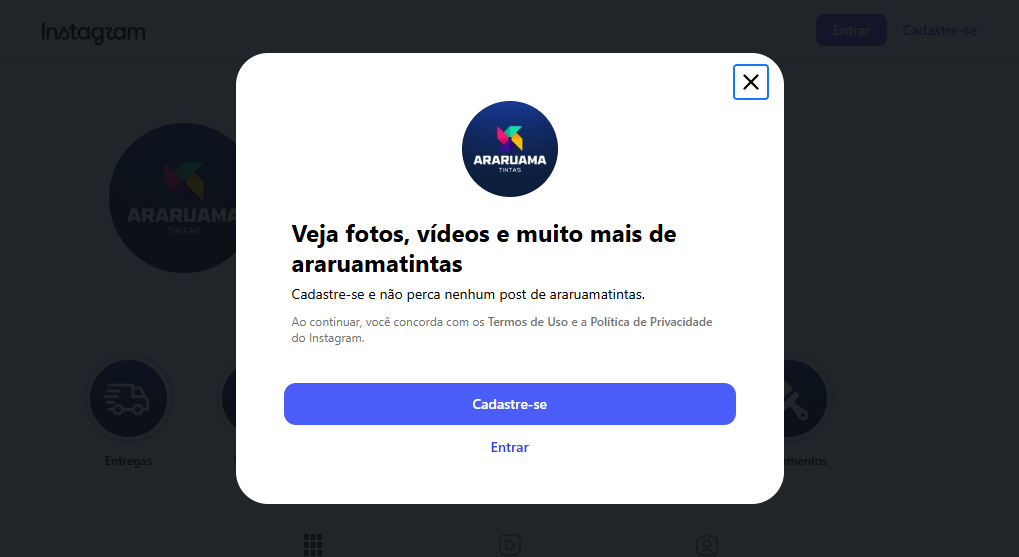 Instagram
Entrar
Cadastre-se
ARARUAMA
TINTAS
ARARUAMA
TINTAS
Veja fotos, vídeos e muito mais de
araruamatintas
Cadastre-se e não perca nenhum post de araruamatintas.
Ao continuar, você concorda com os Termos de Uso e a Política de Privacidade
do Instagram.
Cadastre-se
Entrar
Entregas